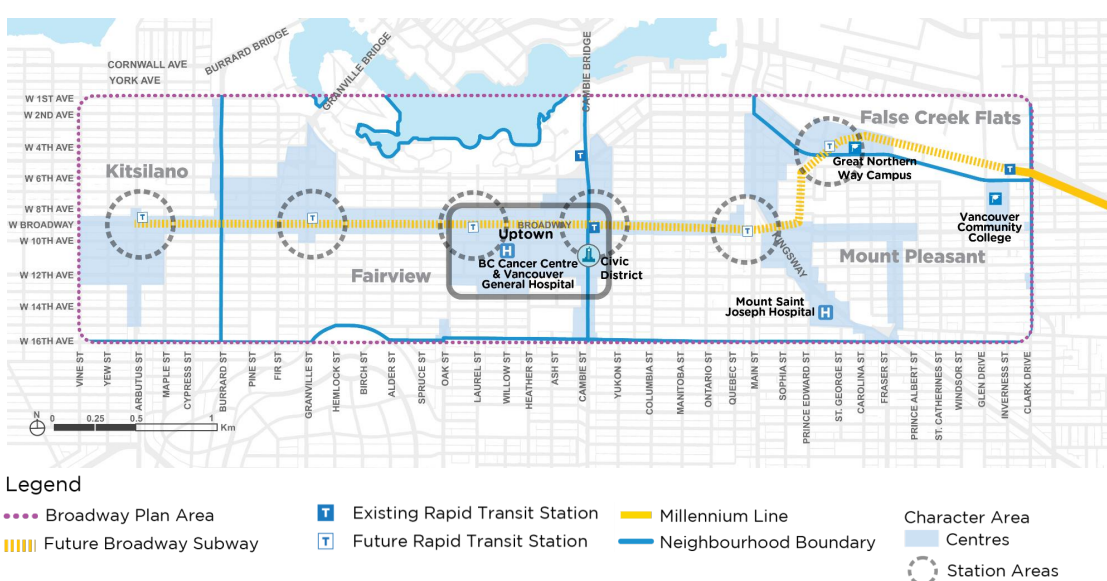 BURRARD BRIDGE
GRANVILLE BRIDGE
CAMBIE BRIDGE
CORNWALL AVE
YORK AVE
W 1ST AVE
W 2ND AVE
W 4TH AVE
W 6TH AVE
W 8TH AVE
W BROADWAY
W 10TH AVE
W 12TH AVE
W 14TH AVE
W 16TH AVE
Kitsilano
False Creek Flats
Great Northern
Way Campus
T
T
T
T
T
T
T
T
BROADWAY
Uptown
H
BC Cancer Centre
& Vancouver
General Hospital
Civic
District
Fairview
KINGSWAY
Mount Pleasant
Vancouver
Community
College
Mount Saint
Joseph Hospital
H
VINE ST
YEW ST
ARBUTUS ST
MAPLE ST
CYPRESS ST
BURRARD ST
PINE ST
FIR ST
GRANVILLE ST
HEMLOCK ST
BIRCH ST
ALDER ST
SPRUCE ST
OAK ST
LAUREL ST
WILLOW ST
HEATHER ST
ASH ST
CAMBIE ST
YUKON ST
COLUMBIA ST
MANITOBA ST
ONTARIO ST
QUEBEC ST
MAIN ST
SOPHIA ST
PRINCE EDWARD ST
ST. GEORGE ST
CAROLINA ST
FRASER ST
PRINCE ALBERT ST
ST. CATHERINES ST
WINDSOR ST
GLEN DRIVE
INVERNESS ST
CLARK DRIVE
N
0 0.25 0.5 1
Km
Legend
Broadway Plan Area
Future Broadway Subway
T Existing Rapid Transit Station
T Future Rapid Transit Station
Millennium Line
Neighbourhood Boundary
Character Area
Centres
Station Areas